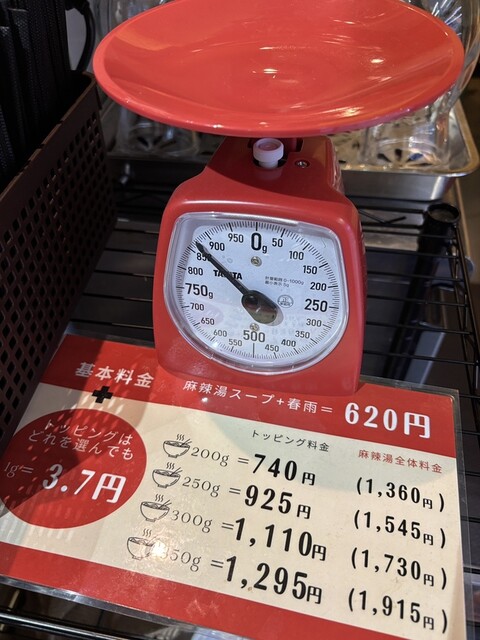 0g
50
100
150
200
250
300
350
400
450
500
550
600
650
700
750g
800
850
900
950
TANITA
基本料金
+
麻辣湯スープ+春雨= 620円
トッピングは
どれを選んでも
1g= 3.7円
トッピング料金
麻辣湯全体料金
200g =740円 (1,360円)
250g =925円 (1,545円)
300g =1,110円 (1,730円)
50g =1,295円 (1,915円)